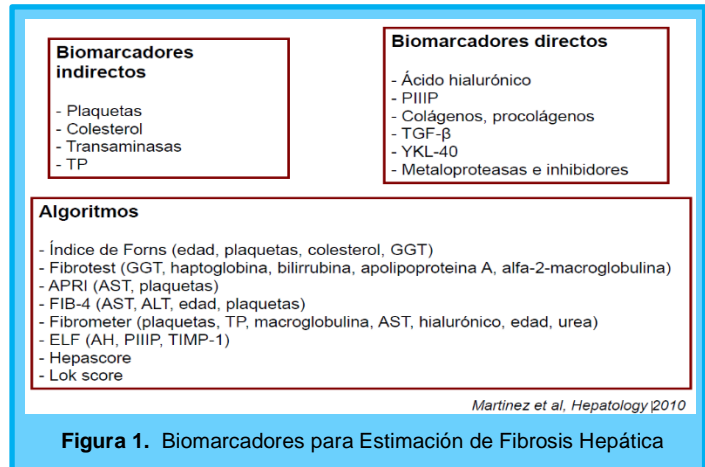 Biomarcadores
indirectos
- Plaquetas
- Colesterol
- Transaminasas
- TP
Biomarcadores directos
- Ácido hialurónico
- PIIIP
- Colágenos, procolágenos
- TGF-β
- YKL-40
- Metaloproteasas e inhibidores
Algoritmos
- Índice de Forns (edad, plaquetas, colesterol, GGT)
- Fibrotest (GGT, haptoglobina, bilirrubina, apolipoproteina A, alfa-2-macroglobulina)
- APRI (AST, plaquetas)
- FIB-4 (AST, ALT, edad, plaquetas)
- Fibrometer (plaquetas, TP, macroglobulina, AST, hialurónico, edad, urea)
- ELF (AH, PIIIP, TIMP-1)
- Hepascore
- Lok score
Martinez et al, Hepatology |2010
Figura 1. Biomarcadores para Estimación de Fibrosis Hepática